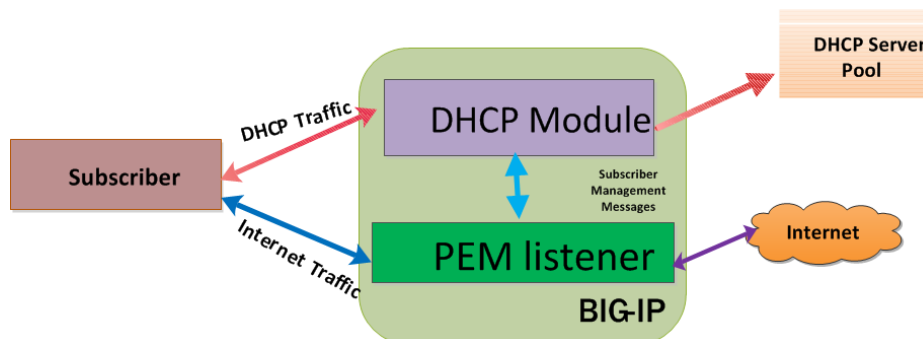 DHCP Server
Pool
DHCP Traffic
DHCP Module
Subscriber
Subscriber
Management
Messages
Internet Traffic
PEM listener
Internet
BIG-IP